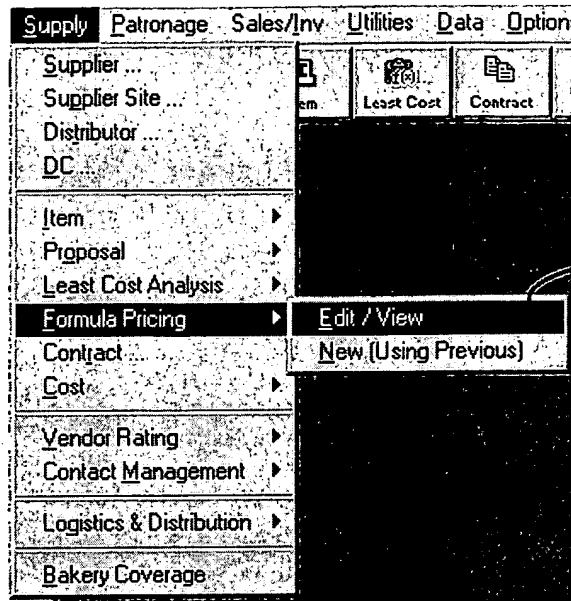 Supply Patronage Sales/Inv Utilities Data Option
Supplier ...
Supplier Site ...
Distributor ...
DC ...
em
Least Cost
Contract
Item
Proposal
Least Cost Analysis
Formula Pricing
Edit / View
New (Using Previous)
Contract ...
Cost
Vendor Rating
Contact Management
Logistics & Distribution
Bakery Coverage